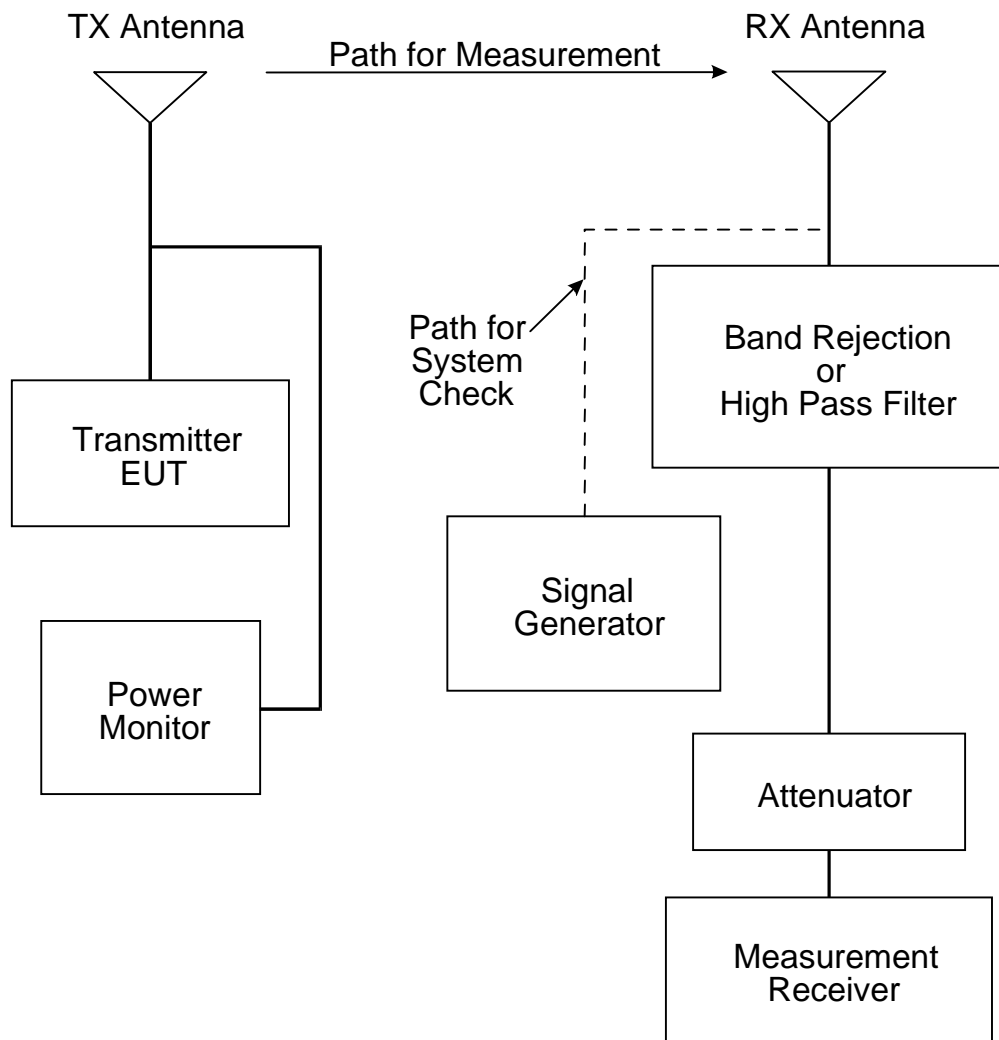 TX Antenna
RX Antenna
Path for Measurement
Path for
System
Check
Band Rejection
or
High Pass Filter
Transmitter
EUT
Signal
Generator
Power
Monitor
Attenuator
Measurement
Receiver